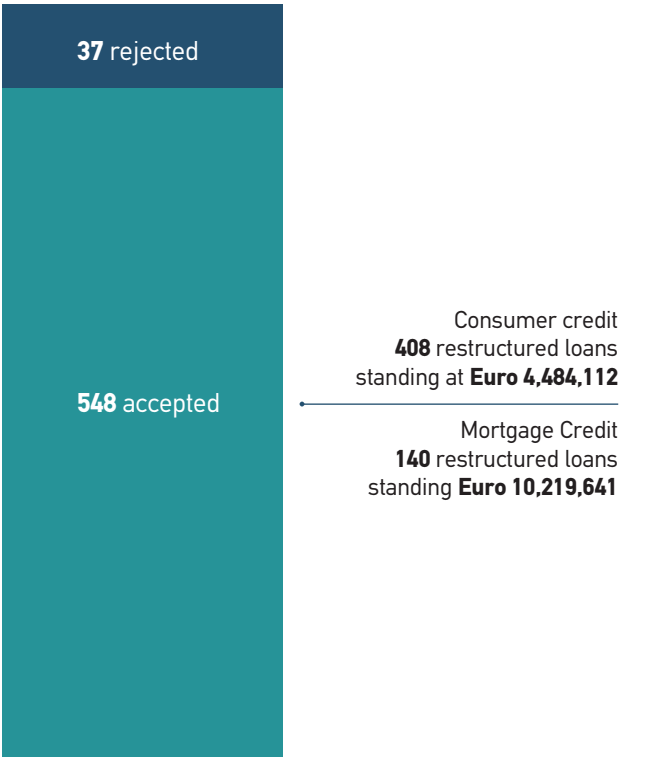 37 rejected
Consumer credit
408 restructured loans
standing at Euro 4,484,112
548 accepted
Mortgage Credit
140 restructured loans
standing Euro 10,219,641